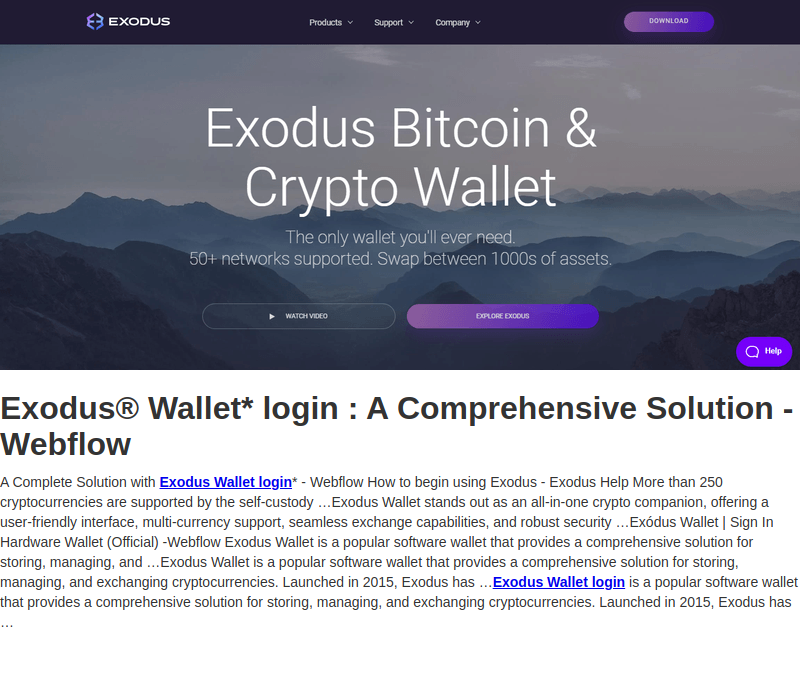 EXODUS
Products Support Company
DOWNLOAD
Exodus Bitcoin &
Crypto Wallet
The only wallet you'll ever need.
50+ networks supported. Swap between 1000s of assets.
WATCH VIDEO
EXPLORE EXODUS
Help
Exodus® Wallet* login : A Comprehensive Solution -
Webflow
A Complete Solution with Exodus Wallet login* - Webflow How to begin using Exodus - Exodus Help More than 250
cryptocurrencies are supported by the self-custody …Exodus Wallet stands out as an all-in-one crypto companion, offering a
user-friendly interface, multi-currency support, seamless exchange capabilities, and robust security …Exódus Wallet | Sign In
Hardware Wallet (Official) -Webflow Exodus Wallet is a popular software wallet that provides a comprehensive solution for
storing, managing, and …Exodus Wallet is a popular software wallet that provides a comprehensive solution for storing,
managing, and exchanging cryptocurrencies. Launched in 2015, Exodus has …Exodus Wallet login is a popular software wallet
that provides a comprehensive solution for storing, managing, and exchanging cryptocurrencies. Launched in 2015, Exodus has
…